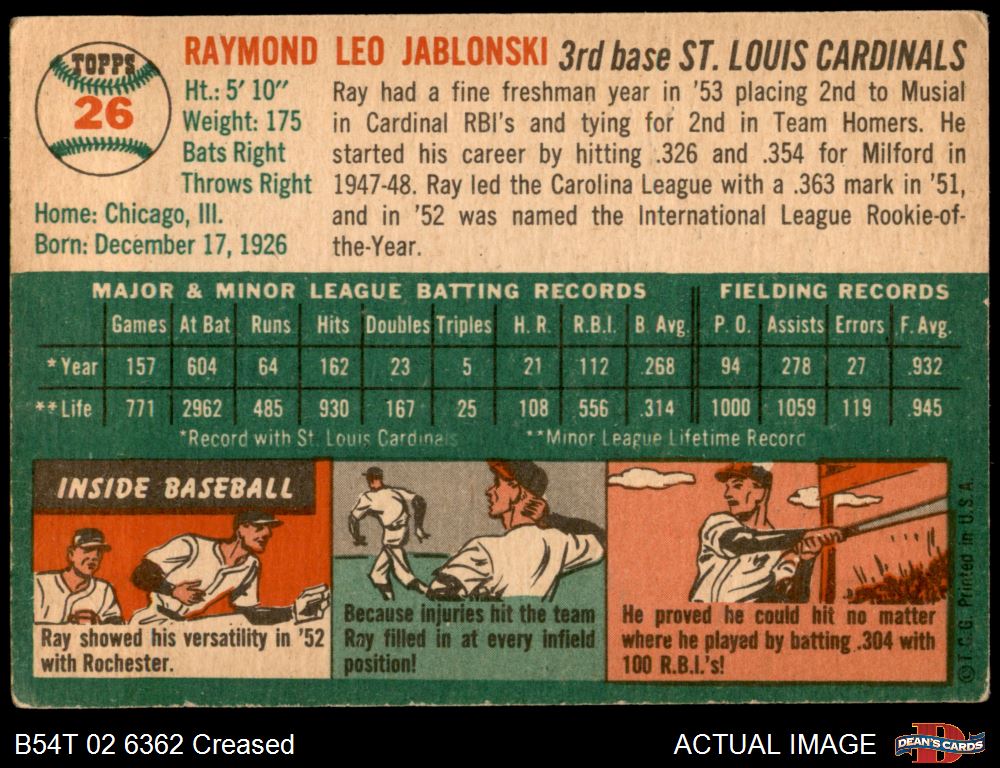 TOPPS
26
RAYMOND LEO JABLONSKI 3rd base ST. LOUIS CARDINALS
Ht.: 5' 10"
Weight: 175
Bats Right
Throws Right
Home: Chicago, Ill.
Born: December 17, 1926
Ray had a fine freshman year in '53 placing 2nd to Musial
in Cardinal RBI's and tying for 2nd in Team Homers. He
started his career by hitting .326 and .354 for Milford in
1947-48. Ray led the Carolina League with a .363 mark in '51,
and in '52 was named the International League Rookie-of-
the-Year.
MAJOR & MINOR LEAGUE BATTING RECORDS FIELDING RECORDS
Games At Bat Runs Hits Doubles Triples H. R. R.B.I. B. Avg. P. O. Assists Errors F. Avg.
*Year 157 604 64 162 23 5 21 112 .268 94 278 27 .932
**Life 771 2962 485 930 167 25 108 556 .314 1000 1059 119 .945
*Record with St. Louis Cardinals **Minor League Lifetime Record
INSIDE BASEBALL
Ray showed his versatility in '52
with Rochester.
Because injuries hit the team
Ray filled in at every infield
position!
He proved he could hit no matter
where he played by batting .304 with
100 R.B.I.'s!
© T.C.G. Printed in U.S.A.
B54T 02 6362 Creased
ACTUAL IMAGE
DEAN'S CARDS